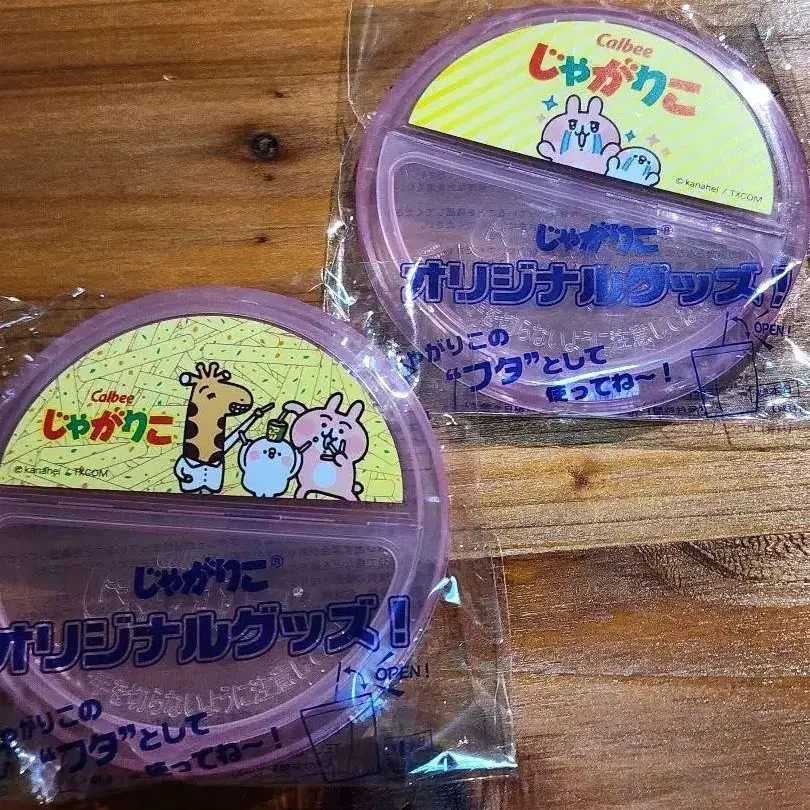 Calbee
じゃがりこ
© kanahei / TXCOM
じゃがりこ®
オリジナルグッズ!
OPEN!
がりこの
"フタ"として
使ってね〜!
Calbee
じゃがりこ
© kanahei / TXCOM
じゃがりこ®
オリジナルグッズ!
OPEN!
がりこの
"フタ"として
使ってね〜!